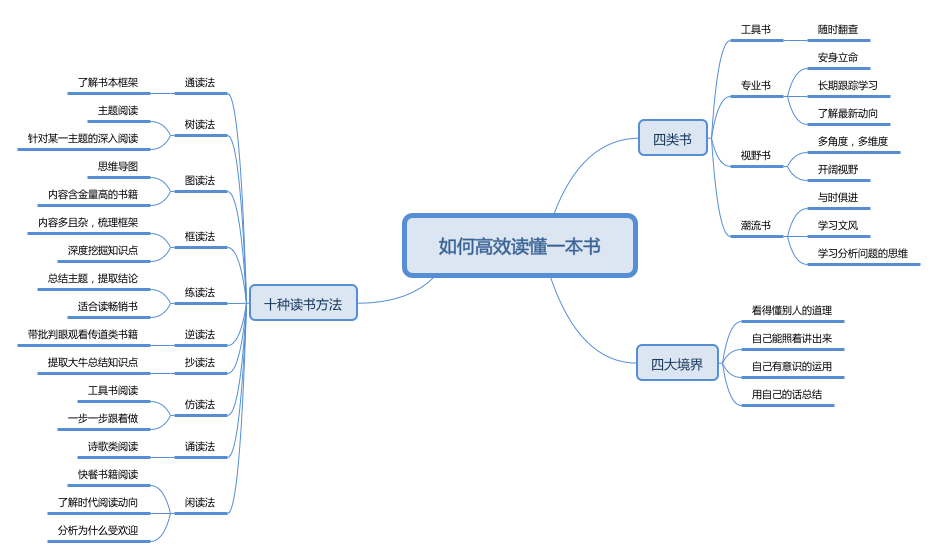 如何高效读懂一本书
四类书
工具书
随时翻查
专业书
安身立命
长期跟踪学习
了解最新动向
视野书
多角度，多维度
开阔视野
潮流书
与时俱进
学习文风
学习分析问题的思维
四大境界
看得懂别人的道理
自己能照着讲出来
自己有意识的运用
用自己的话总结
十种读书方法
通读法
了解书本框架
树读法
主题阅读
针对某一主题的深入阅读
图读法
思维导图
内容含金量高的书籍
框读法
内容多且杂，梳理框架
深度挖掘知识点
练读法
总结主题，提取结论
适合读畅销书
逆读法
带批判眼观看传道类书籍
抄读法
提取大牛总结知识点
仿读法
工具书阅读
一步一步跟着做
诵读法
诗歌类阅读
闲读法
快餐书籍阅读
了解时代阅读动向
分析为什么受欢迎